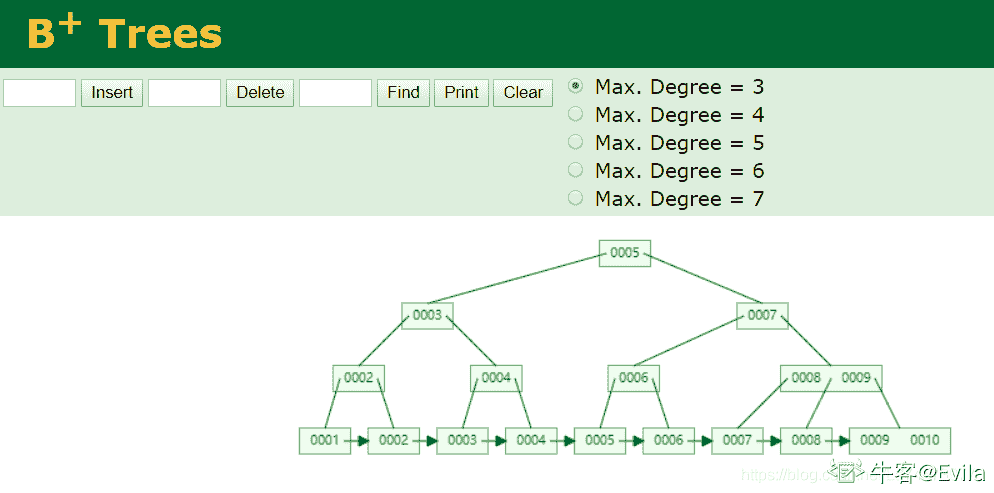 B+ Trees
Insert Delete Find Print Clear
Max. Degree = 3
Max. Degree = 4
Max. Degree = 5
Max. Degree = 6
Max. Degree = 7
0005
0003 0007
0002 0004 0006 0008 0009
0001 0002 0003 0004 0005 0006 0007 0008 0009 0010
https://blog.c
牛客@Evila